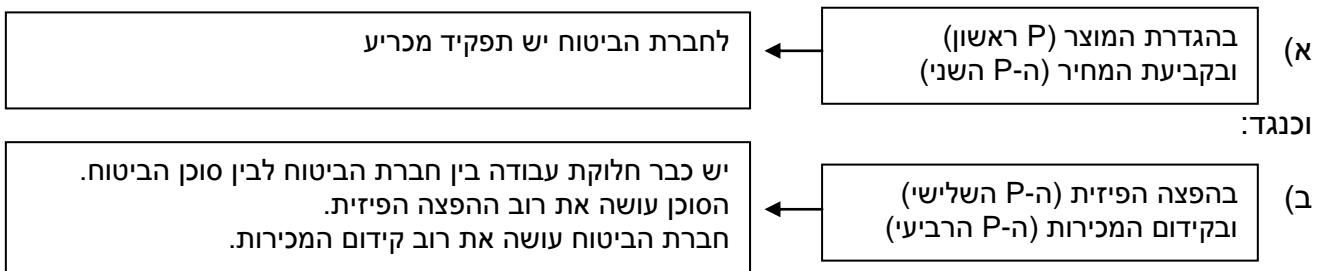 א)
בהגדרת המוצר (P ראשון)
ובקביעת המחיר (ה-P השני)
לחברת הביטוח יש תפקיד מכריע
וכנגד:
ב)
בהפצה הפיזית (ה-P השלישי)
ובקידום המכירות (ה-P הרביעי)
יש כבר חלוקת עבודה בין חברת הביטוח לבין סוכן הביטוח.
הסוכן עושה את רוב ההפצה הפיזית.
חברת הביטוח עושה את רוב קידום המכירות.